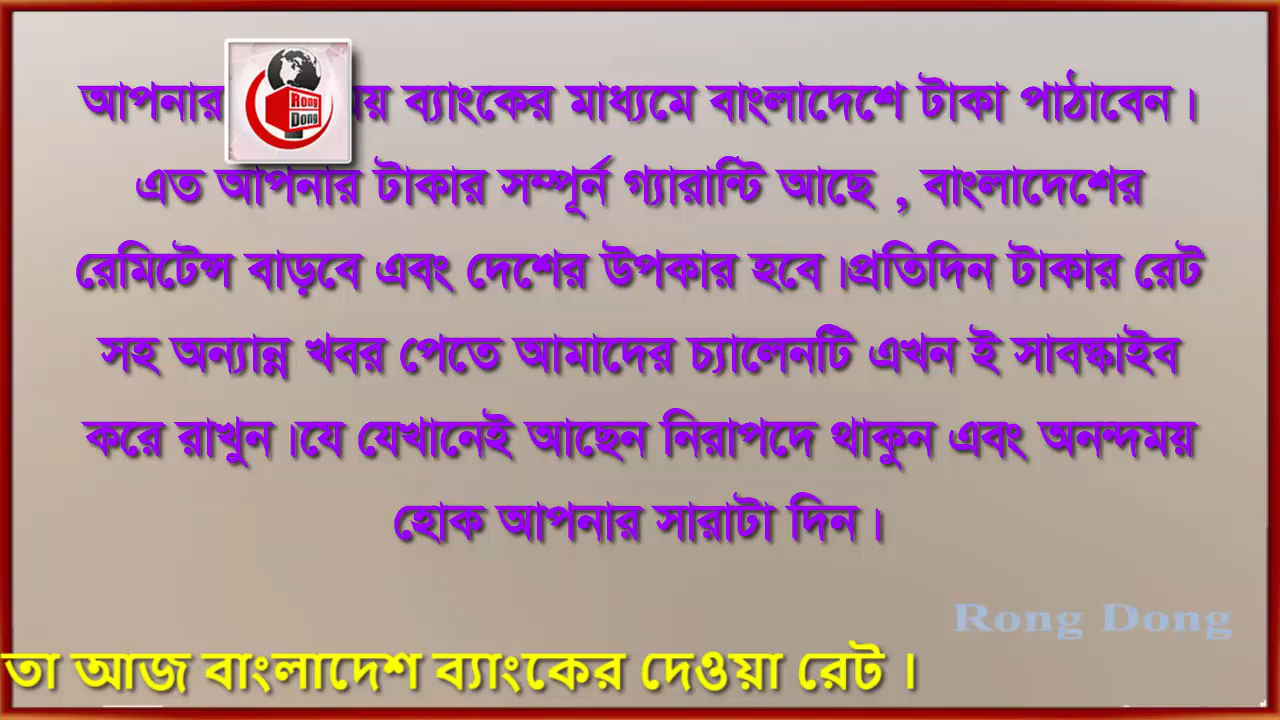 আপনার ব্যাংকের মাধ্যমে বাংলাদেশে টাকা পাঠাবেন।
Rong
Dong
এত আপনার টাকার সম্পূর্ন গ্যারান্টি আছে , বাংলাদেশের
রেমিটেন্স বাড়বে এবং দেশের উপকার হবে।প্রতিদিন টাকার রেট
সহ অন্যান্ন খবর পেতে আমাদের চ্যালেনটি এখন ই সাবস্কাইব
করে রাখুন।যে যেখানেই আছেন নিরাপদে থাকুন এবং অনন্দময়
হোক আপনার সারাটা দিন।
Rong Dong
তা আজ বাংলাদেশ ব্যাংকের দেওয়া রেট ।